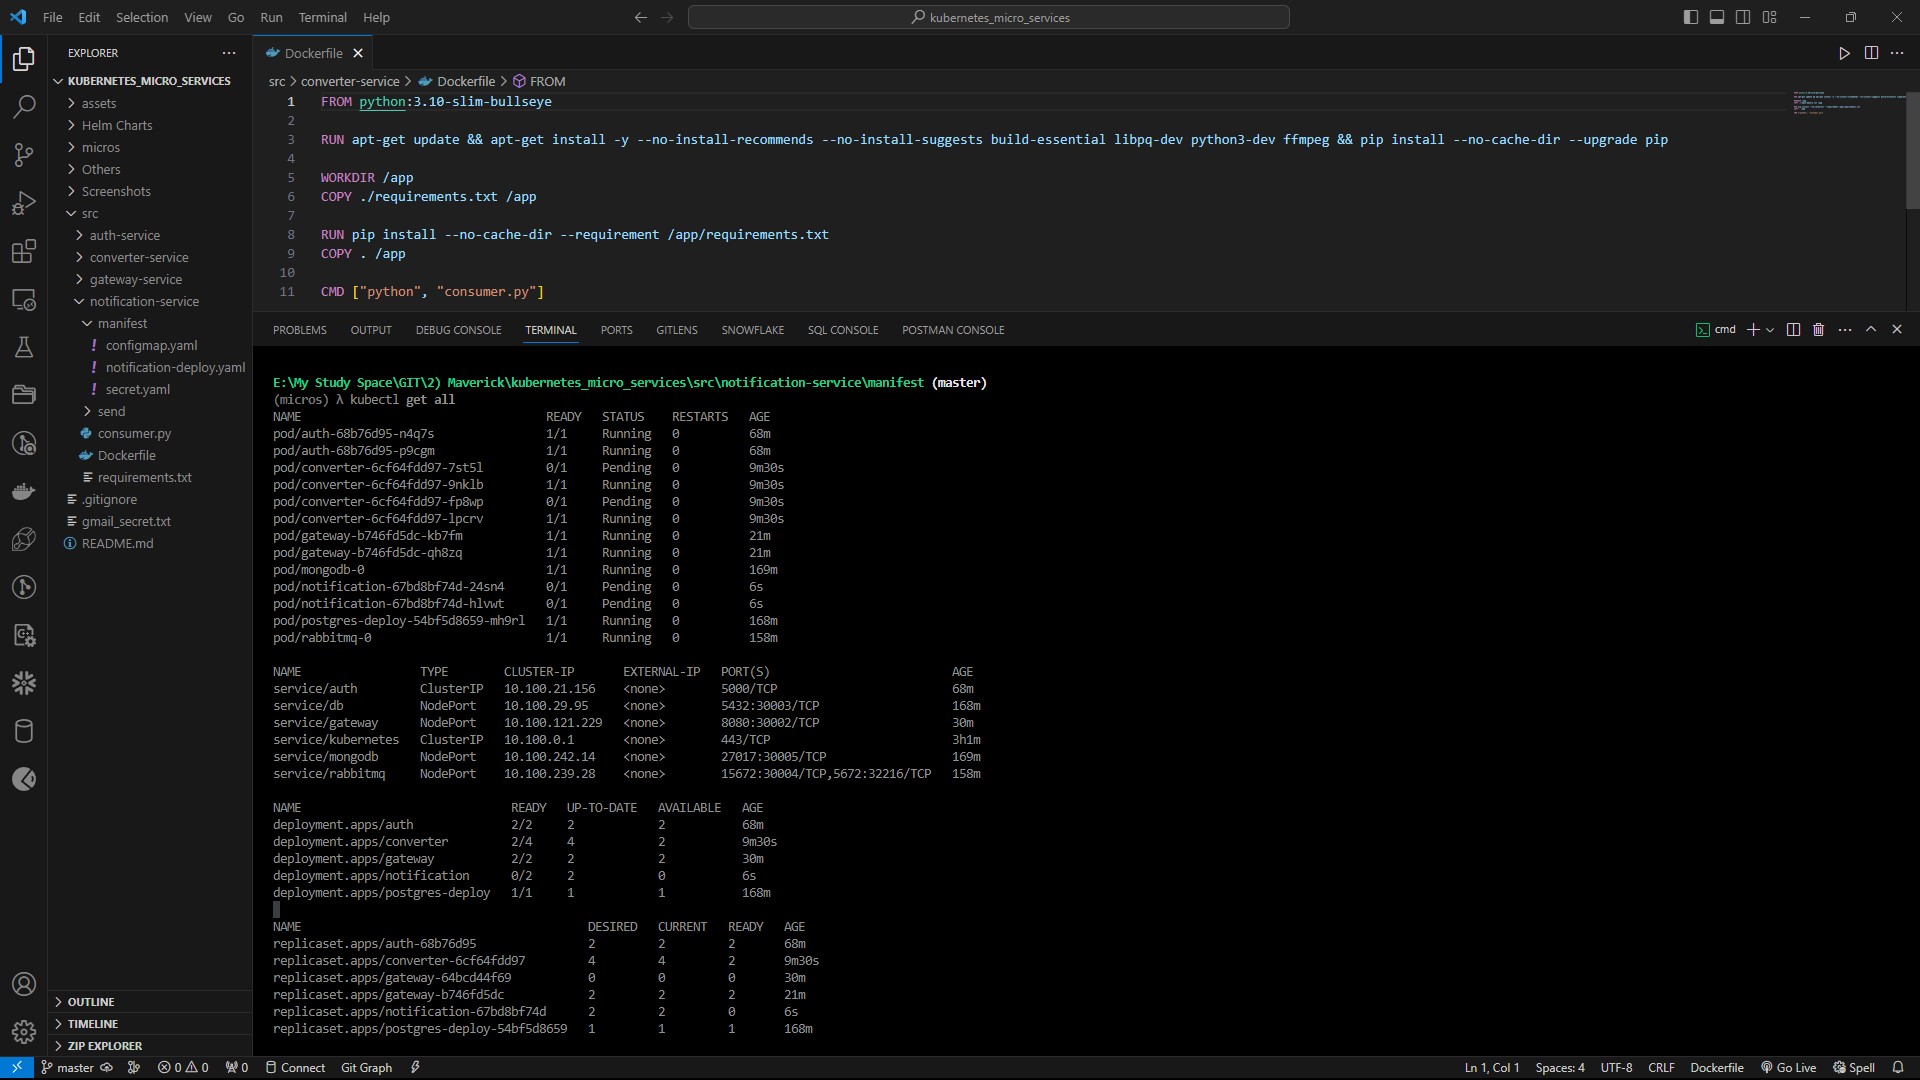 File Edit Selection View Go Run Terminal Help
kubernetes_micro_services
EXPLORER
KUBERNETES_MICRO_SERVICES
assets
Helm Charts
micros
Others
Screenshots
src
auth-service
converter-service
gateway-service
notification-service
manifest
configmap.yaml
notification-deploy.yaml
secret.yaml
send
consumer.py
Dockerfile
requirements.txt
.gitignore
gmail_secret.txt
README.md
OUTLINE
TIMELINE
ZIP EXPLORER
Dockerfile
src > converter-service > Dockerfile > FROM
1 FROM python:3.10-slim-bullseye
2
3 RUN apt-get update && apt-get install -y --no-install-recommends --no-install-suggests build-essential libpq-dev python3-dev ffmpeg && pip install --no-cache-dir --upgrade pip
4
5 WORKDIR /app
6 COPY ./requirements.txt /app
7
8 RUN pip install --no-cache-dir --requirement /app/requirements.txt
9 COPY . /app
10
11 CMD ["python", "consumer.py"]
PROBLEMS OUTPUT DEBUG CONSOLE TERMINAL PORTS GITLENS SNOWFLAKE SQL CONSOLE POSTMAN CONSOLE cmd
E:\My Study Space\GIT\2) Maverick\kubernetes_micro_services\src\notification-service\manifest (master)
(micros) λ kubectl get all
NAME READY STATUS RESTARTS AGE
pod/auth-68b76d95-n4q7s 1/1 Running 0 68m
pod/auth-68b76d95-p9cgm 1/1 Running 0 68m
pod/converter-6cf64fdd97-7st5l 0/1 Pending 0 9m30s
pod/converter-6cf64fdd97-9nklb 1/1 Running 0 9m30s
pod/converter-6cf64fdd97-fp8wp 0/1 Pending 0 9m30s
pod/converter-6cf64fdd97-lpcrv 1/1 Running 0 9m30s
pod/gateway-b746fd5dc-kb7fm 1/1 Running 0 21m
pod/gateway-b746fd5dc-qh8zq 1/1 Running 0 21m
pod/mongodb-0 1/1 Running 0 169m
pod/notification-67bd8bf74d-24sn4 0/1 Pending 0 6s
pod/notification-67bd8bf74d-hlvwt 0/1 Pending 0 6s
pod/postgres-deploy-54bf5d8659-mh9rl 1/1 Running 0 168m
pod/rabbitmq-0 1/1 Running 0 158m
NAME TYPE CLUSTER-IP EXTERNAL-IP PORT(S) AGE
service/auth ClusterIP 10.100.21.156 <none> 5000/TCP 68m
service/db NodePort 10.100.29.95 <none> 5432:30003/TCP 168m
service/gateway NodePort 10.100.121.229 <none> 8080:30002/TCP 30m
service/kubernetes ClusterIP 10.100.0.1 <none> 443/TCP 3h1m
service/mongodb NodePort 10.100.242.14 <none> 27017:30005/TCP 169m
service/rabbitmq NodePort 10.100.239.28 <none> 15672:30004/TCP,5672:32216/TCP 158m
NAME READY UP-TO-DATE AVAILABLE AGE
deployment.apps/auth 2/2 2 2 68m
deployment.apps/converter 2/4 4 2 9m30s
deployment.apps/gateway 2/2 2 2 30m
deployment.apps/notification 0/2 2 0 6s
deployment.apps/postgres-deploy 1/1 1 1 168m
NAME DESIRED CURRENT READY AGE
replicaset.apps/auth-68b76d95 2 2 2 68m
replicaset.apps/converter-6cf64fdd97 4 4 2 9m30s
replicaset.apps/gateway-64bcd44f69 0 0 0 30m
replicaset.apps/gateway-b746fd5dc 2 2 2 21m
replicaset.apps/notification-67bd8bf74d 2 2 0 6s
replicaset.apps/postgres-deploy-54bf5d8659 1 1 1 168m
master 0 0 0 Connect Git Graph Ln 1, Col 1 Spaces: 4 UTF-8 CRLF Dockerfile Go Live Spell